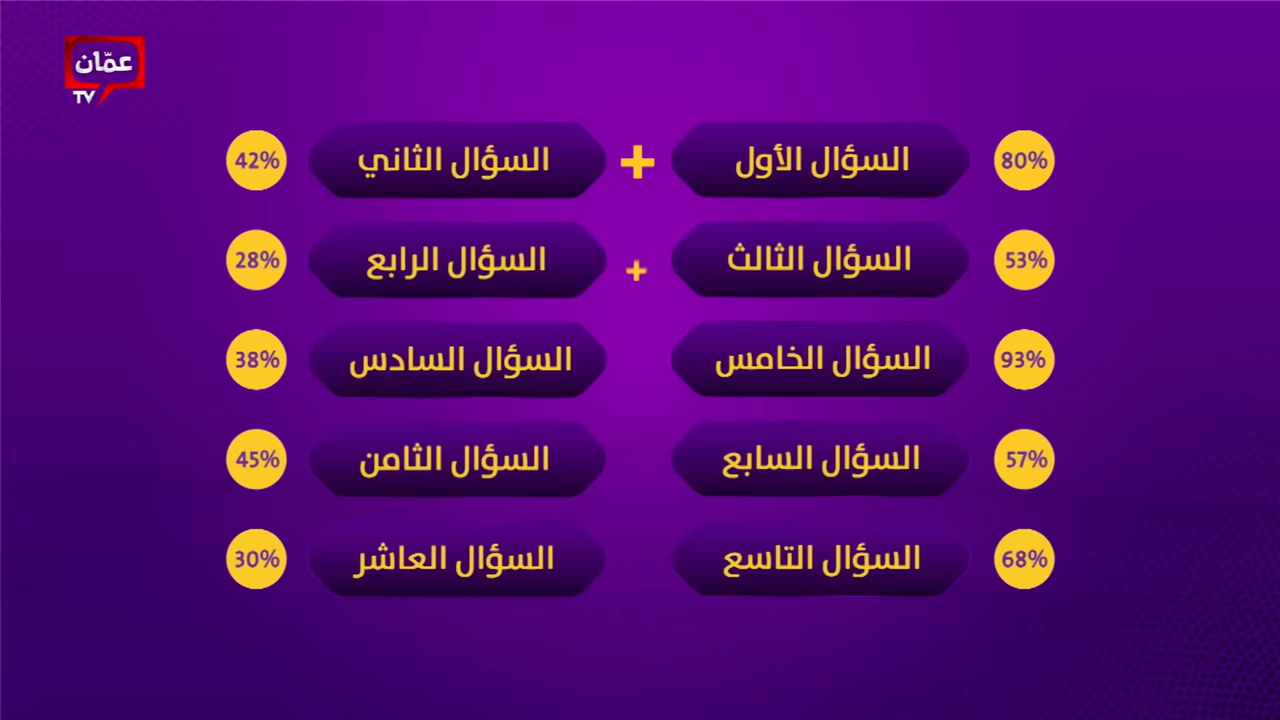 عمّان
TV
80% السؤال الأول + السؤال الثاني 42%
53% السؤال الثالث + السؤال الرابع 28%
93% السؤال الخامس السؤال السادس 38%
57% السؤال السابع السؤال الثامن 45%
68% السؤال التاسع السؤال العاشر 30%